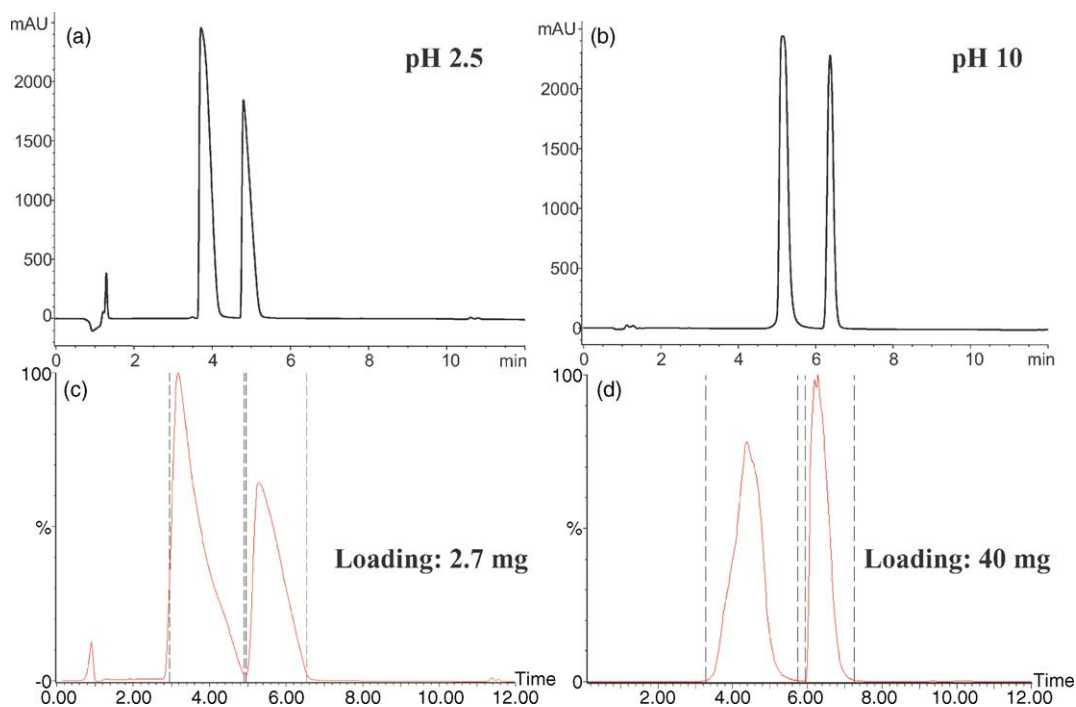 mAU
(a)
pH 2.5
2000
1500
1000
500
0
0 2 4 6 8 10 min
mAU
(b)
pH 10
2000
1500
1000
500
0
0 2 4 6 8 10 min
100
(c)
%
Loading: 2.7 mg
-0
Time
0.00 2.00 4.00 6.00 8.00 10.00 12.00
100
(d)
%
Loading: 40 mg
0
Time
2.00 4.00 6.00 8.00 10.00 12.00